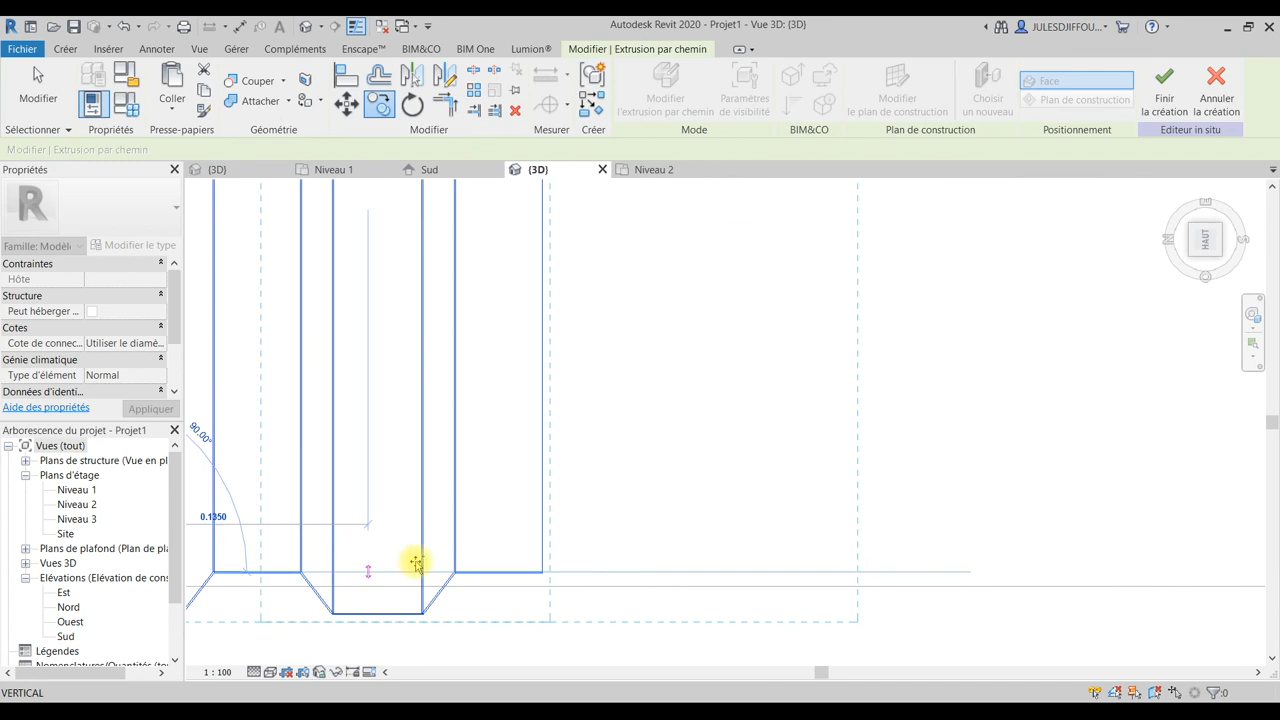 Autodesk Revit 2020 - Projet1 - Vue 3D: {3D}
JULESDJIFFOU...
Fichier Créer Insérer Annoter Vue Gérer Compléments Enscape™ BIM&CO BIM One Lumion® Modifier | Extrusion par chemin
Modifier
Coller
Couper
Attacher
Modifier l'extrusion par chemin
Paramètres de visibilité
Modifier le plan de construction
Choisir un nouveau
Face
Plan de construction
Finir la création
Annuler la création
Sélectionner Propriétés Presse-papiers Géométrie Modifier Mesurer Créer Mode BIM&CO Plan de construction Positionnement Editeur in situ
Modifier | Extrusion par chemin
Propriétés
{3D} Niveau 1 Sud {3D} Niveau 2
Famille: Modèl
Modifier le type
Contraintes
Hôte
Structure
Peut héberger ...
Cotes
Cote de connec... Utiliser le diamè...
Génie climatique
Type d'élément Normal
Données d'identi...
Aide des propriétés Appliquer
Arborescence du projet - Projet1
Vues (tout)
Plans de structure (Vue en pl
Plans d'étage
Niveau 1
Niveau 2
Niveau 3
Site
Plans de plafond (Plan de pla
Vues 3D
Elévations (Elévation de cons
Est
Nord
Ouest
Sud
Légendes
Nomenclatures/Quantités (to
90.00°
0.1350
HAUT
1 : 100
VERTICAL
:0